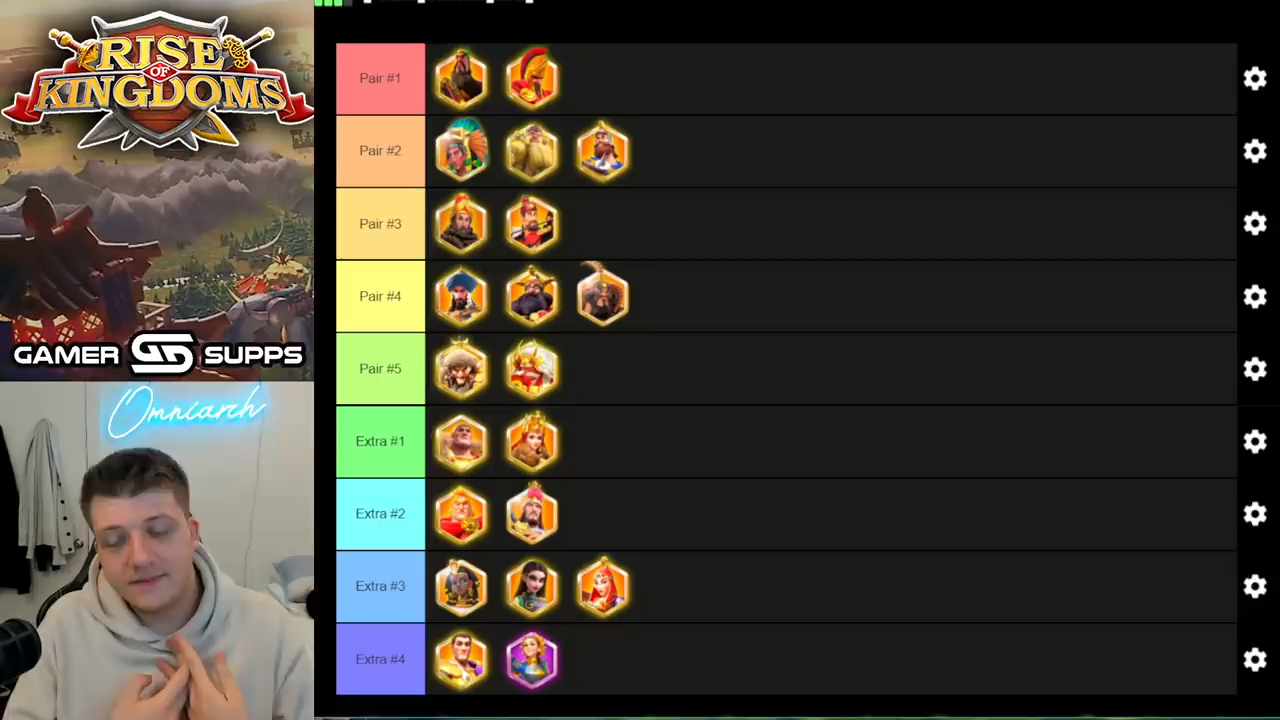 RISE
OF
KINGDOMS
GAMER GS SUPPS
Omniarch
Pair #1
Pair #2
Pair #3
Pair #4
Pair #5
Extra #1
Extra #2
Extra #3
Extra #4